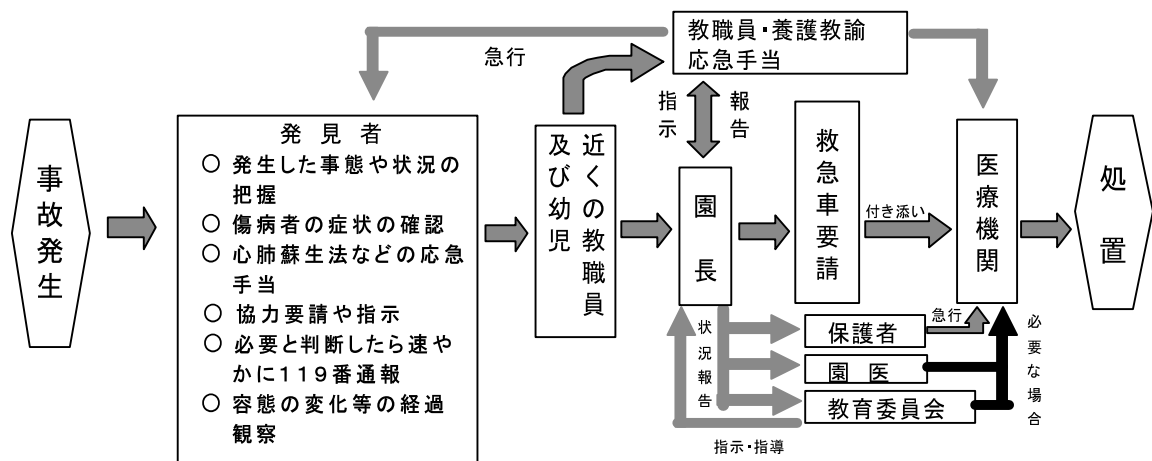 教職員・養護教諭
応急手当
急行
指示
報告
事故発生
発見者
○ 発生した事態や状況の
把握
○ 傷病者の症状の確認
○ 心肺蘇生法などの応急
手当
○ 協力要請や指示
○ 必要と判断したら速や
かに119番通報
○ 容態の変化等の経過
観察
近くの教職員
及び幼児
園長
救急車要請
付き添い
医療機関
処置
状況報告
保護者
急行
園医
教育委員会
必要な場合
指示・指導